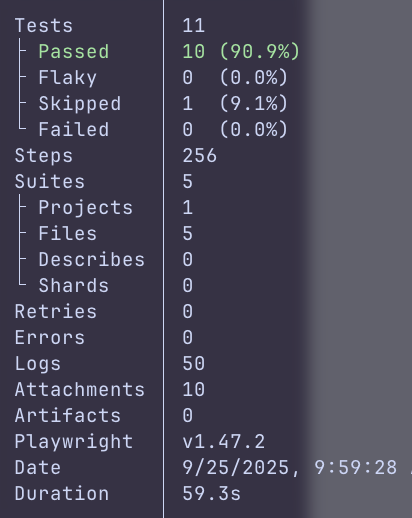 Tests 11
Passed 10 (90.9%)
Flaky 0 (0.0%)
Skipped 1 (9.1%)
Failed 0 (0.0%)
Steps 256
Suites 5
Projects 1
Files 5
Describes 0
Shards 0
Retries 0
Errors 0
Logs 50
Attachments 10
Artifacts 0
Playwright v1.47.2
Date 9/25/2025, 9:59:28
Duration 59.3s